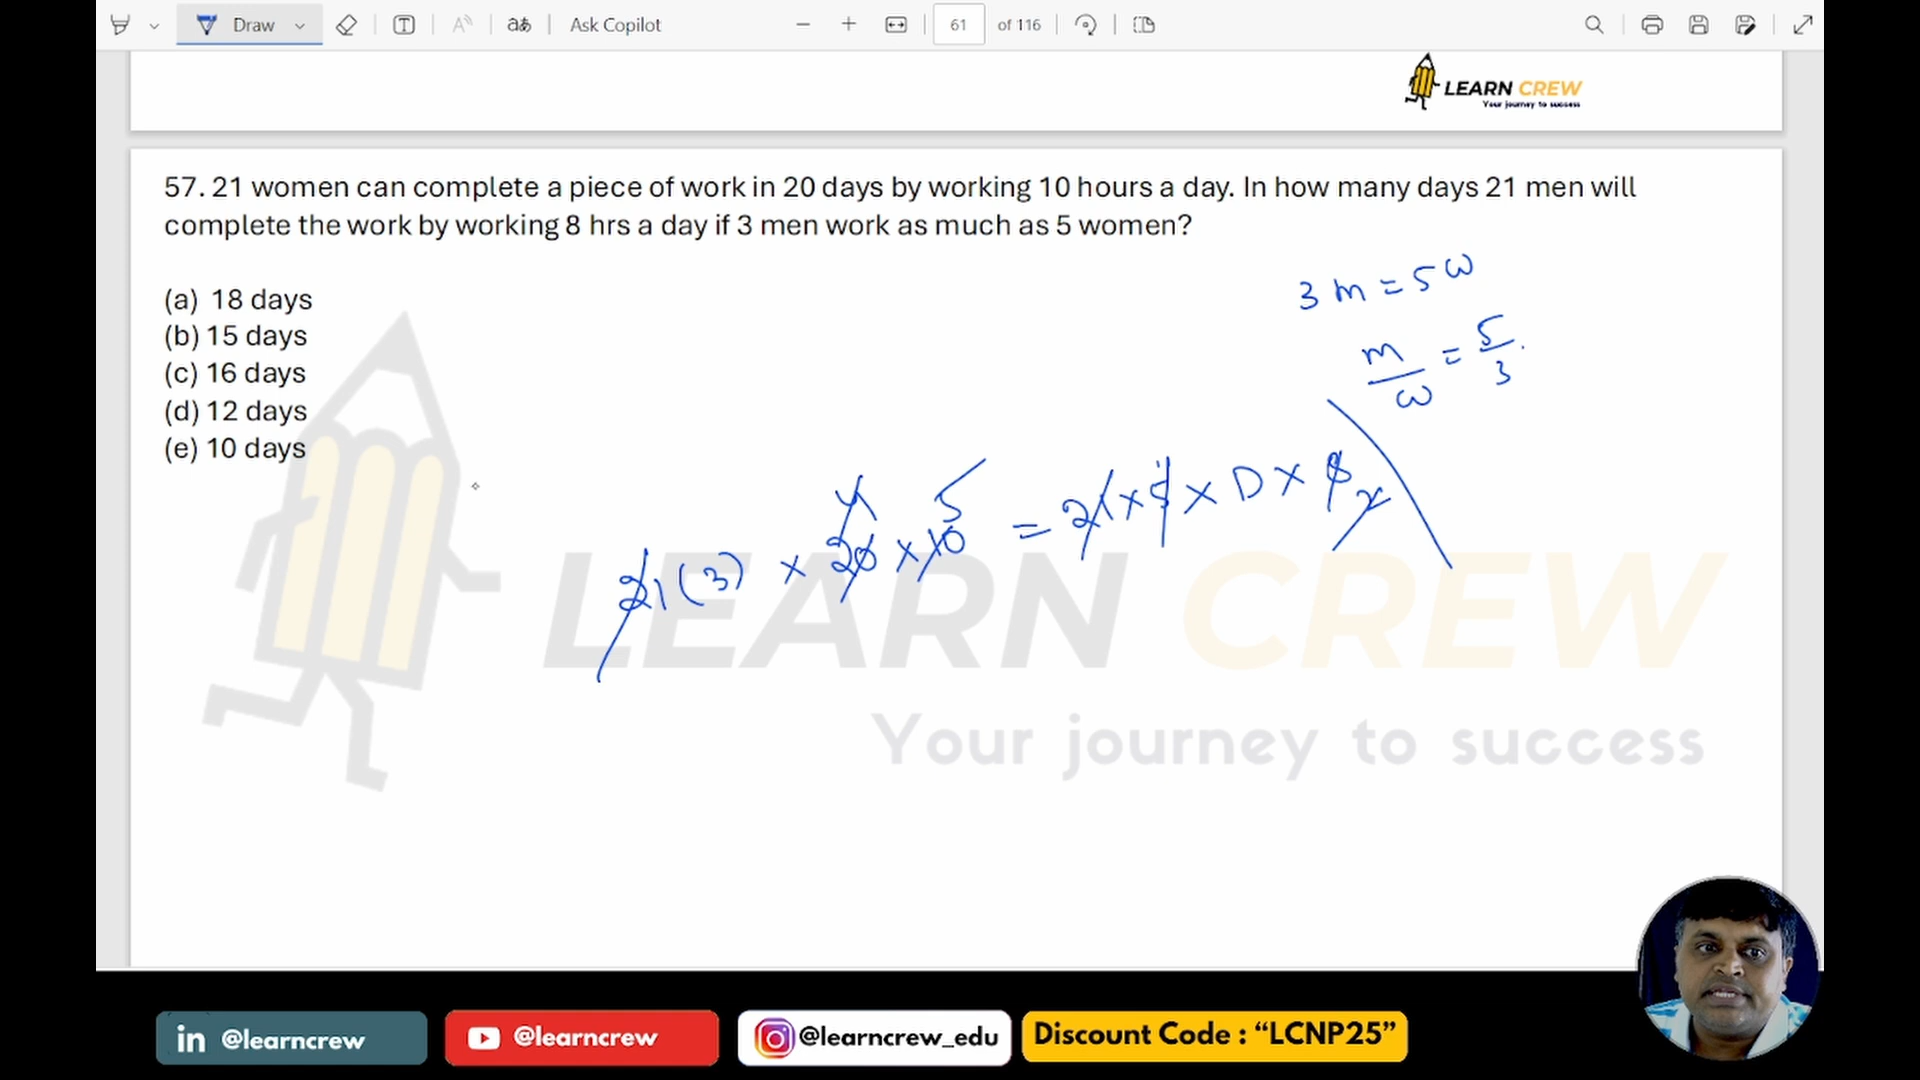 Draw
Ask Copilot
61 of 116
LEARN CREW
Your journey to success
57. 21 women can complete a piece of work in 20 days by working 10 hours a day. In how many days 21 men will
complete the work by working 8 hrs a day if 3 men work as much as 5 women?
(a) 18 days
(b) 15 days
(c) 16 days
(d) 12 days
(e) 10 days
3 m = 5 w
m/w = 5/3
4 5
21 (3) × 20 × 10 = 21 × 5 × D × 8
2
LEARN CREW
Your journey to success
in @learncrew
@learncrew
@learncrew_edu
Discount Code : “LCNP25”